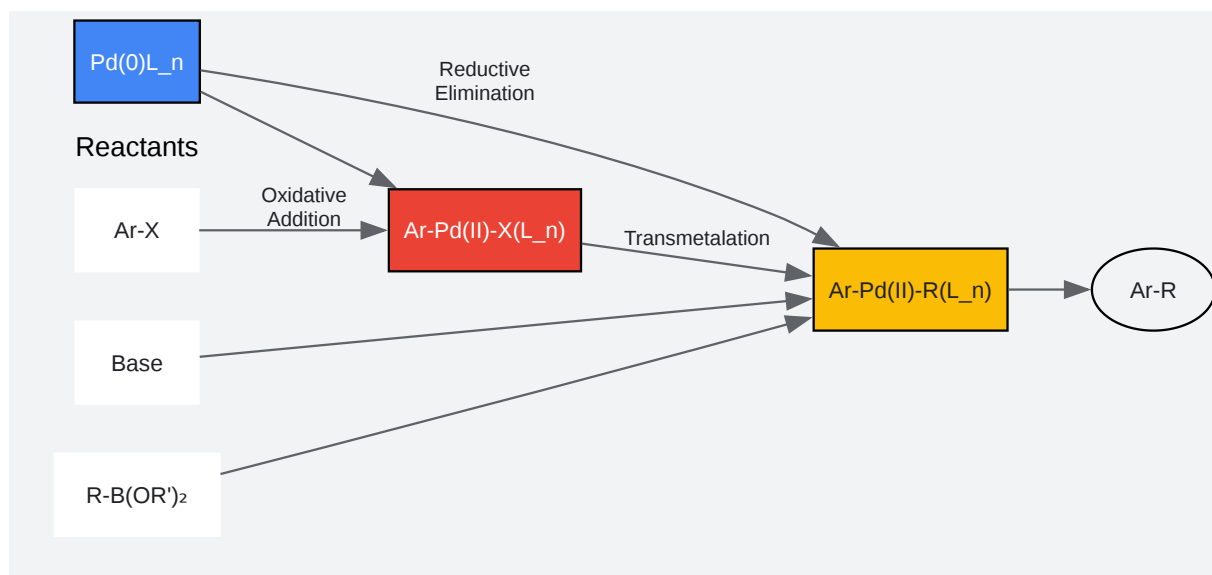 Pd(0)L_n
Reductive
Elimination
Reactants
Oxidative
Addition
Ar-X
Ar-Pd(II)-X(L_n)
Transmetalation
Ar-Pd(II)-R(L_n)
Ar-R
Base
R-B(OR')₂